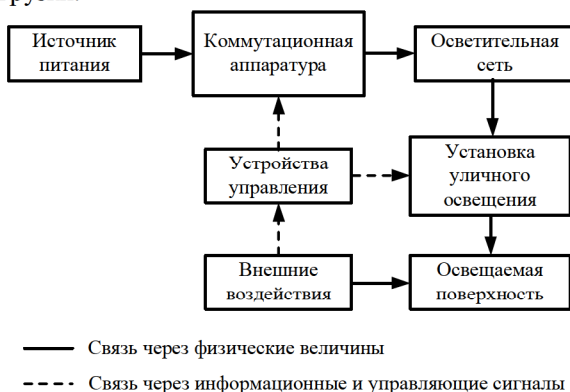 Источник
питания
Коммутационная
аппаратура
Осветительная
сеть
Устройства
управления
Установка
уличного
освещения
Внешние
воздействия
Освещаемая
поверхность
Связь через физические величины
Связь через информационные и управляющие сигналы